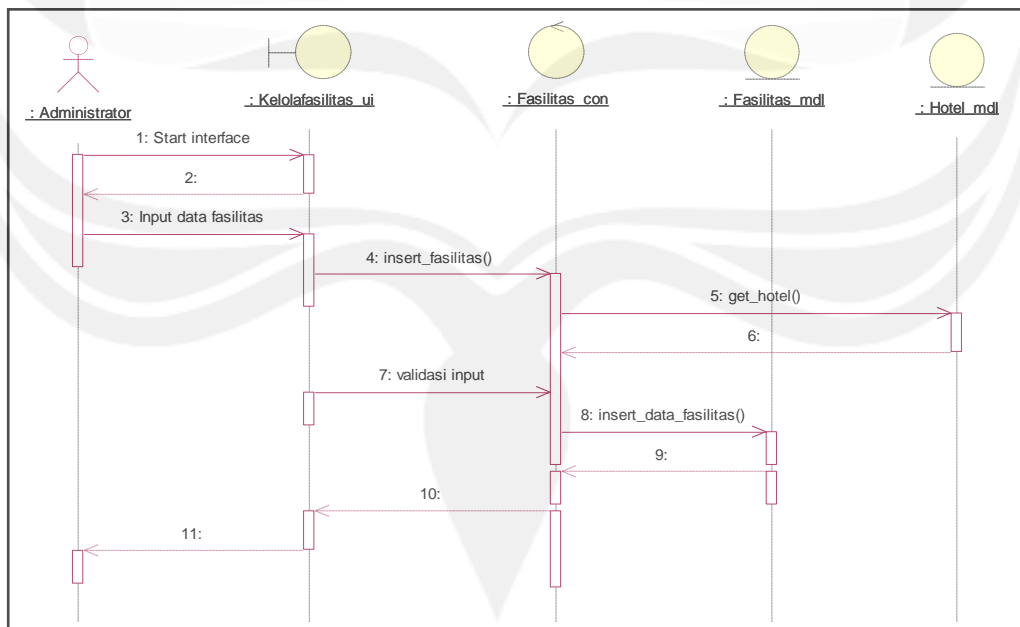 : Administrator
: Kelolafasilitas_ui
: Fasilitas_con
: Fasilitas_mdl
: Hotel_mdl
1: Start interface
2:
3: Input data fasilitas
4: insert_fasilitas()
5: get_hotel()
6:
7: validasi input
8: insert_data_fasilitas()
9:
10:
11: